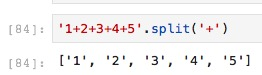 [84]: '1+2+3+4+5'.split('+')
[84]: ['1', '2', '3', '4', '5']